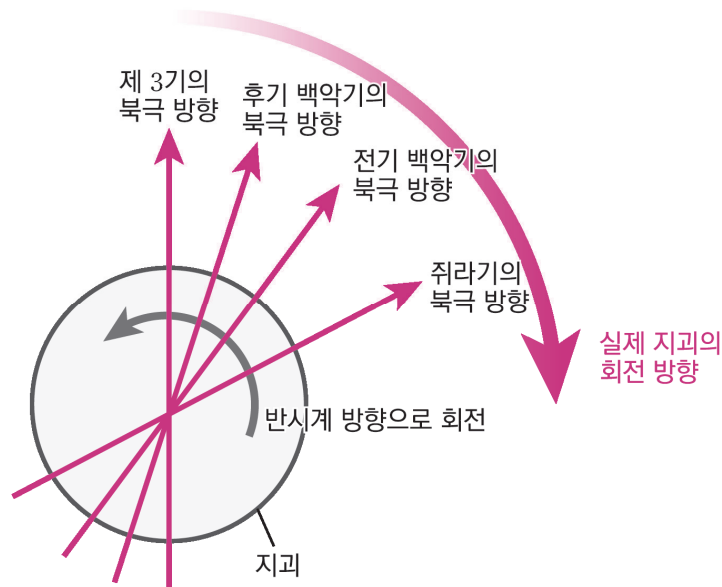 제 3기의
북극 방향
후기 백악기의
북극 방향
전기 백악기의
북극 방향
쥐라기의
북극 방향
실제 지괴의
회전 방향
반시계 방향으로 회전
지괴